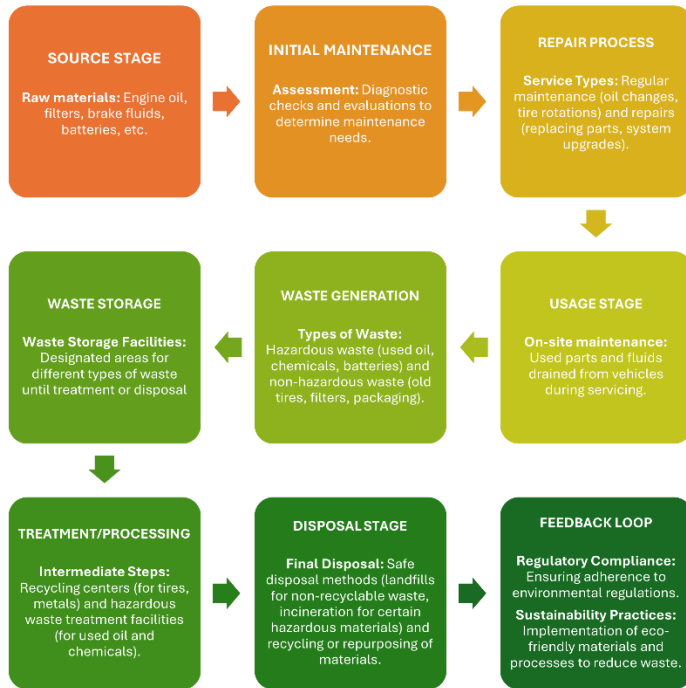 SOURCE STAGE
Raw materials: Engine oil,
filters, brake fluids,
batteries, etc.
INITIAL MAINTENANCE
Assessment: Diagnostic
checks and evaluations to
determine maintenance
needs.
REPAIR PROCESS
Service Types: Regular
maintenance (oil changes,
tire rotations) and repairs
(replacing parts, system
upgrades).
USAGE STAGE
On-site maintenance:
Used parts and fluids
drained from vehicles
during servicing.
WASTE GENERATION
Types of Waste:
Hazardous waste (used oil,
chemicals, batteries) and
non-hazardous waste (old
tires, filters, packaging).
WASTE STORAGE
Waste Storage Facilities:
Designated areas for
different types of waste
until treatment or disposal
TREATMENT/PROCESSING
Intermediate Steps:
Recycling centers (for tires,
metals) and hazardous
waste treatment facilities
(for used oil and
chemicals).
DISPOSAL STAGE
Final Disposal: Safe
disposal methods (landfills
for non-recyclable waste,
incineration for certain
hazardous materials) and
recycling or repurposing of
materials.
FEEDBACK LOOP
Regulatory Compliance:
Ensuring adherence to
environmental regulations.
Sustainability Practices:
Implementation of eco-
friendly materials and
processes to reduce waste.